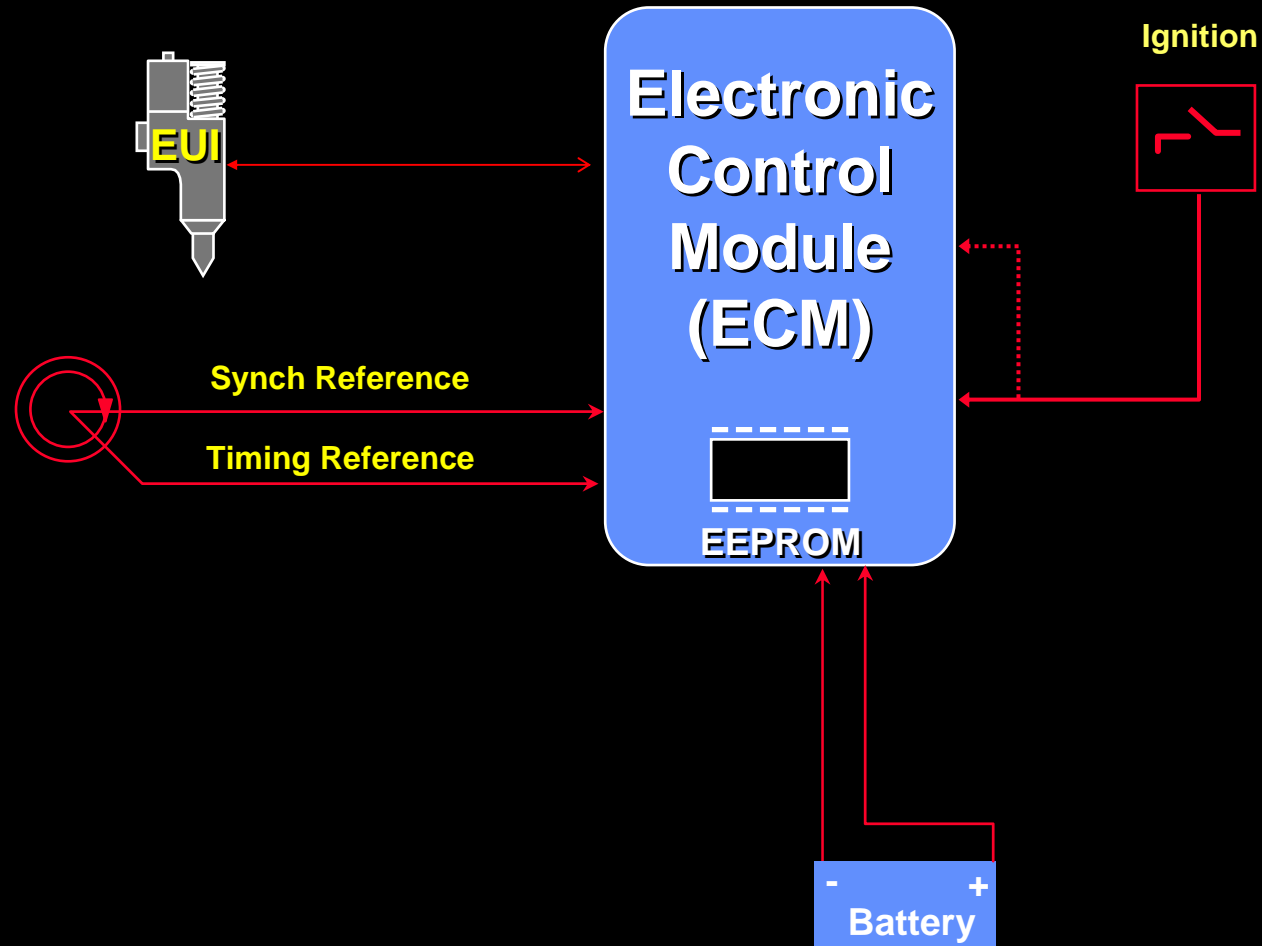 Ignition
Electronic
Control
Module
(ECM)
EUI
Synch Reference
Timing Reference
EEPROM
- +
Battery